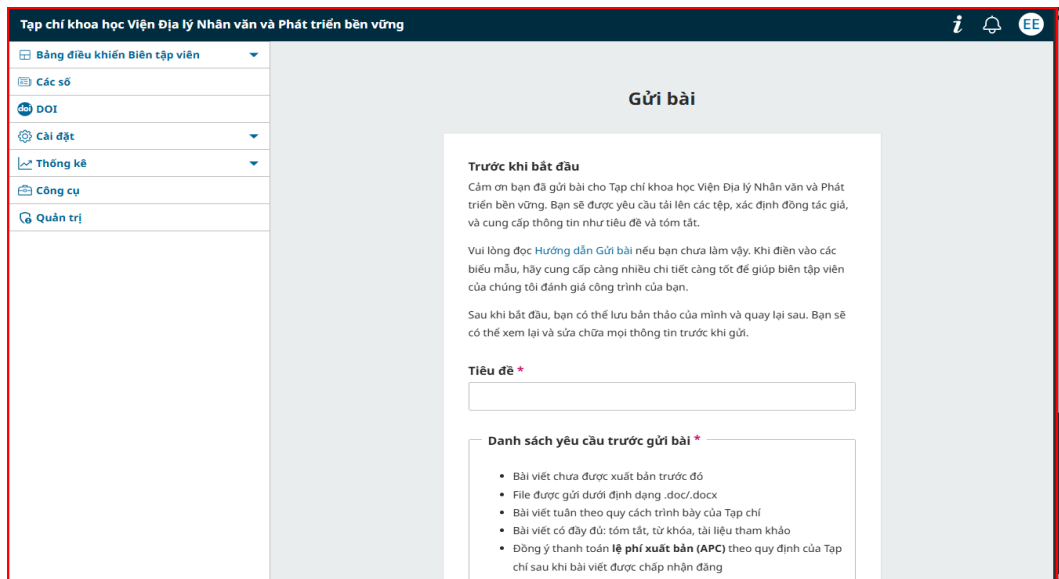 Tạp chí khoa học Viện Địa lý Nhân văn và Phát triển bền vững
i
EE
Bảng điều khiển Biên tập viên
Các số
doi DOI
Cài đặt
Thống kê
Công cụ
Quản trị
Gửi bài
Trước khi bắt đầu
Cảm ơn bạn đã gửi bài cho Tạp chí khoa học Viện Địa lý Nhân văn và Phát
triển bền vững. Bạn sẽ được yêu cầu tải lên các tệp, xác định đồng tác giả,
và cung cấp thông tin như tiêu đề và tóm tắt.
Vui lòng đọc Hướng dẫn Gửi bài nếu bạn chưa làm vậy. Khi điền vào các
biểu mẫu, hãy cung cấp càng nhiều chi tiết càng tốt để giúp biên tập viên
của chúng tôi đánh giá công trình của bạn.
Sau khi bắt đầu, bạn có thể lưu bản thảo của mình và quay lại sau. Bạn sẽ
có thể xem lại và sửa chữa mọi thông tin trước khi gửi.
Tiêu đề *
Danh sách yêu cầu trước gửi bài *
• Bài viết chưa được xuất bản trước đó
• File được gửi dưới định dạng .doc/.docx
• Bài viết tuân theo quy cách trình bày của Tạp chí
• Bài viết có đầy đủ: tóm tắt, từ khóa, tài liệu tham khảo
• Đồng ý thanh toán lệ phí xuất bản (APC) theo quy định của Tạp
chí sau khi bài viết được chấp nhận đăng